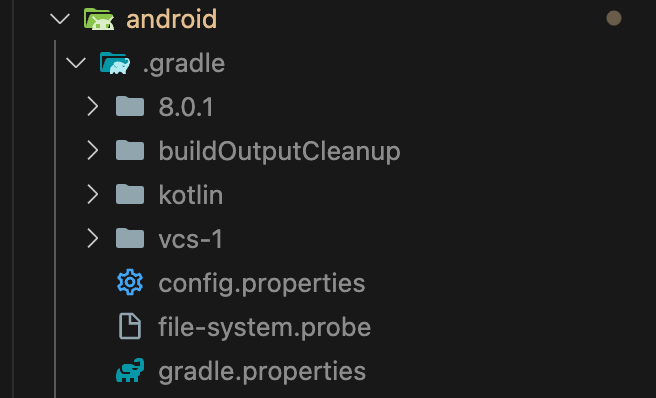 android
.gradle
8.0.1
buildOutputCleanup
kotlin
vcs-1
config.properties
file-system.probe
gradle.properties